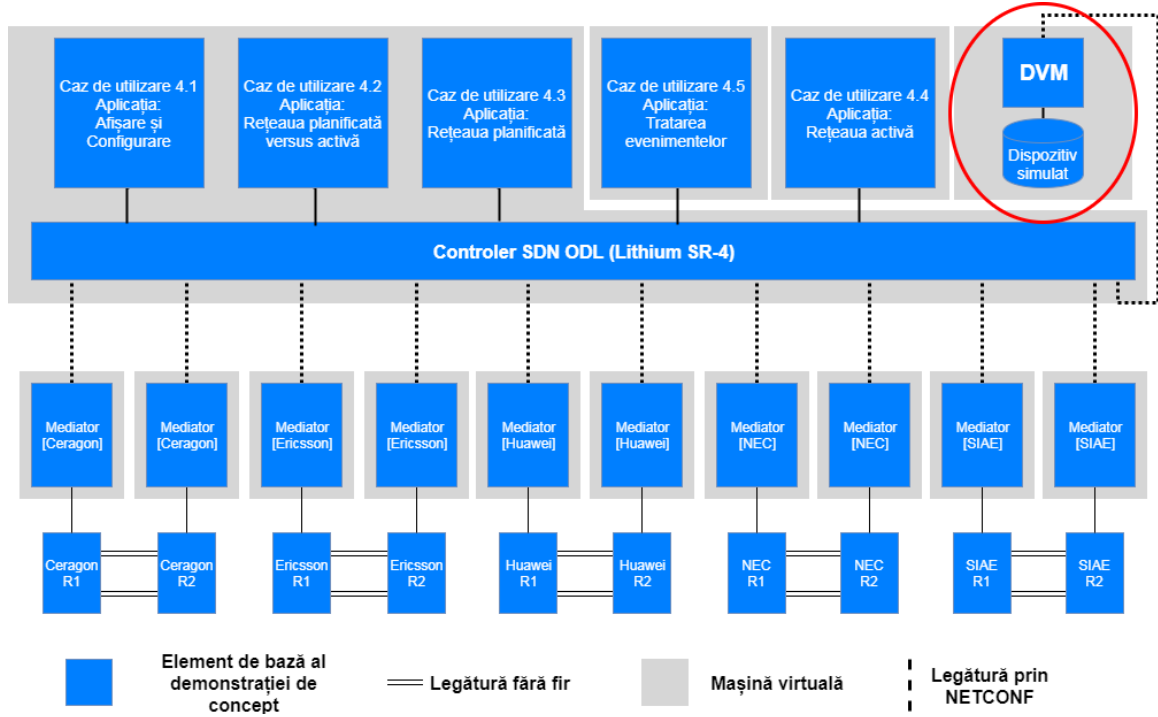 Caz de utilizare 4.1
Aplicația:
Afișare și
Configurare
Caz de utilizare 4.2
Aplicația:
Rețeaua planificată
versus activă
Caz de utilizare 4.3
Aplicația:
Rețeaua planificată
Caz de utilizare 4.5
Aplicația:
Tratarea
evenimentelor
Caz de utilizare 4.4
Aplicația:
Rețeaua activă
DVM
Dispozitiv
simulat
Controler SDN ODL (Lithium SR-4)
Mediator
[Ceragon]
Mediator
[Ceragon]
Mediator
[Ericsson]
Mediator
[Ericsson]
Mediator
[Huawei]
Mediator
[Huawei]
Mediator
[NEC]
Mediator
[NEC]
Mediator
[SIAE]
Mediator
[SIAE]
Ceragon
R1
Ceragon
R2
Ericsson
R1
Ericsson
R2
Huawei
R1
Huawei
R2
NEC
R1
NEC
R2
SIAE
R1
SIAE
R2
Element de bază al
demonstrației de
concept
Legătură fără fir
Mașină virtuală
Legătură prin
NETCONF